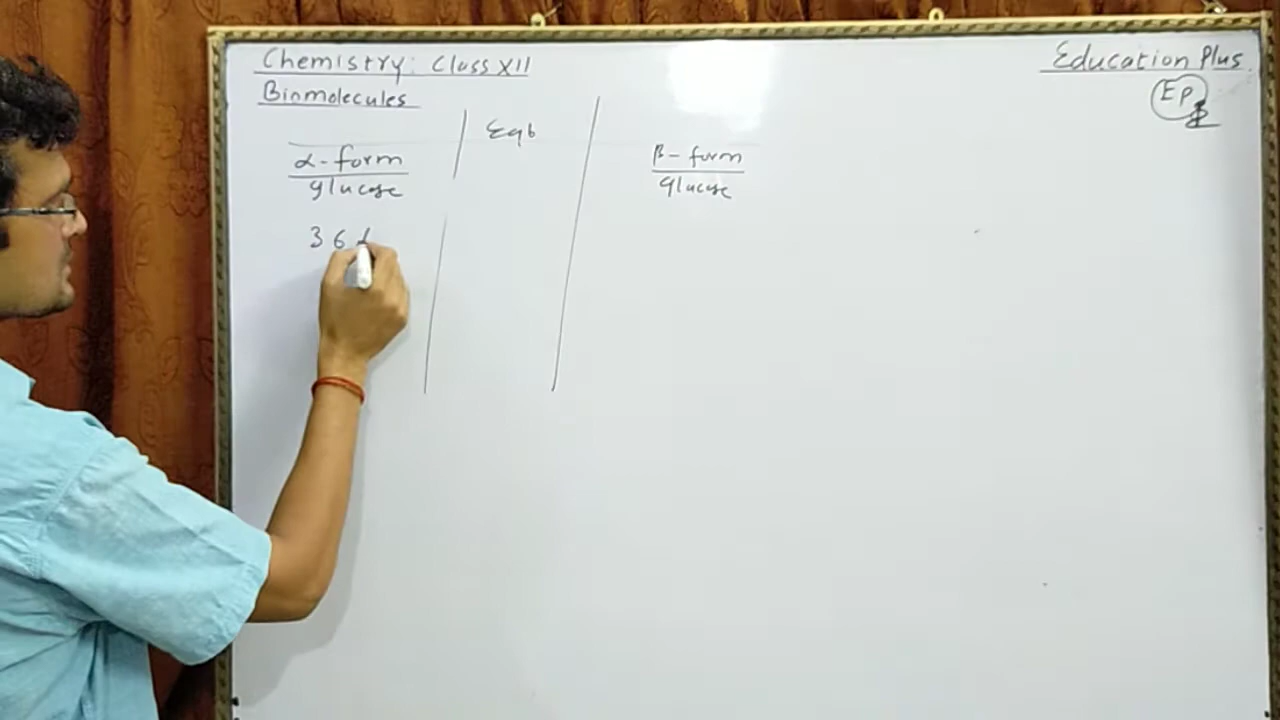 Chemistry: Class XII
Education Plus
Biomolecules
EP
Eqb
α-form
glucose
β-form
glucose
36